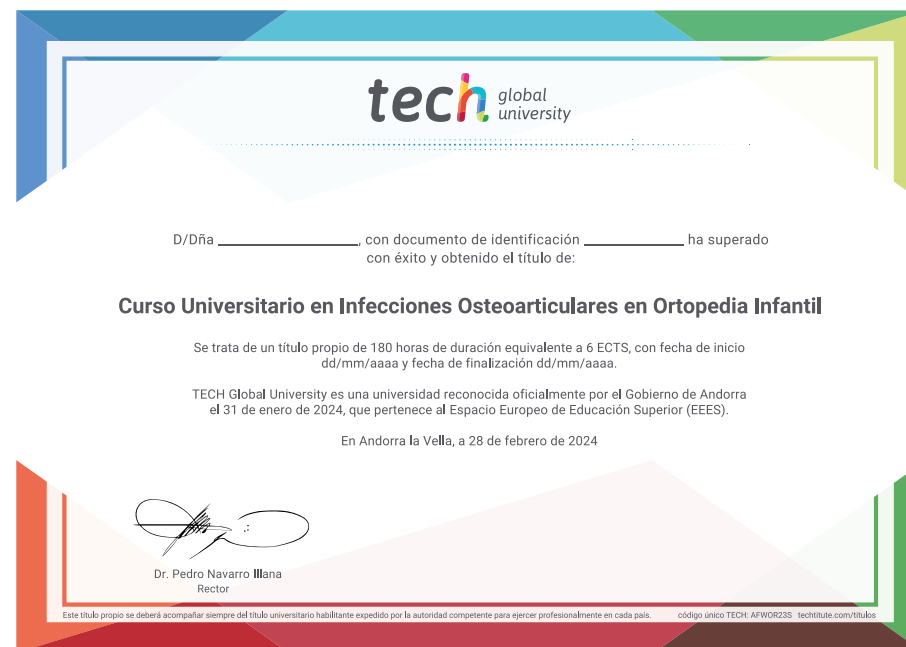 tech global university
D/Dña ____________________, con documento de identificación ______________ ha superado
con éxito y obtenido el título de:
Curso Universitario en Infecciones Osteoarticulares en Ortopedia Infantil
Se trata de un título propio de 180 horas de duración equivalente a 6 ECTS, con fecha de inicio
dd/mm/aaaa y fecha de finalización dd/mm/aaaa.
TECH Global University es una universidad reconocida oficialmente por el Gobierno de Andorra
el 31 de enero de 2024, que pertenece al Espacio Europeo de Educación Superior (EEES).
En Andorra la Vella, a 28 de febrero de 2024
Dr. Pedro Navarro Illana
Rector
Este título propio se deberá acompañar siempre del título universitario habilitante expedido por la autoridad competente para ejercer profesionalmente en cada país. código único TECH: AFWOR23S techtitute.com/titulos